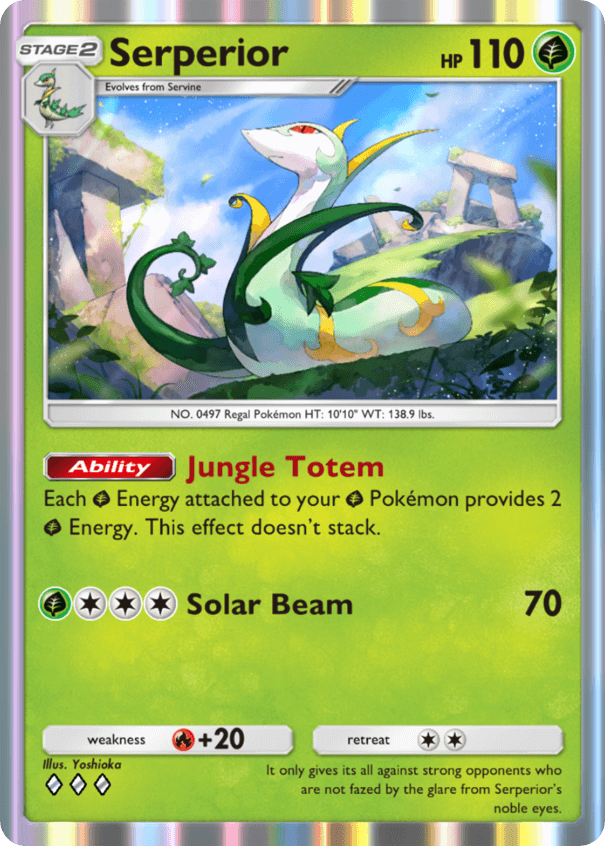 STAGE2 Serperior HP 110
Evolves from Servine
NO. 0497 Regal Pokémon HT: 10'10" WT: 138.9 lbs.
Ability Jungle Totem
Each Energy attached to your Pokémon provides 2
Energy. This effect doesn't stack.
Solar Beam 70
weakness +20 retreat
Illus. Yoshioka
It only gives its all against strong opponents who
are not fazed by the glare from Serperior's
noble eyes.